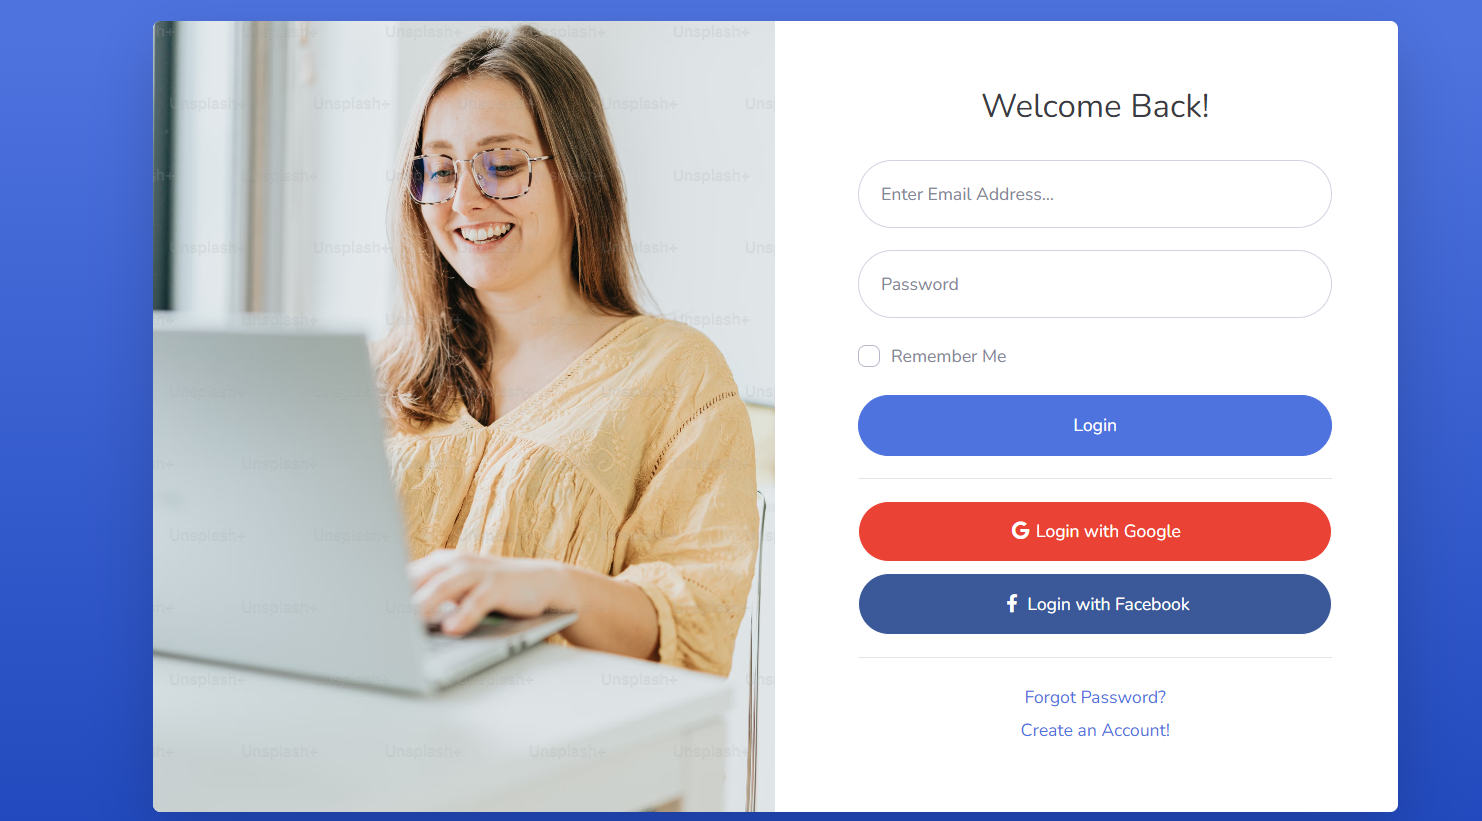 Welcome Back!
Enter Email Address...
Password
Remember Me
Login
Login with Google
Login with Facebook
Forgot Password?
Create an Account!
Unsplash+